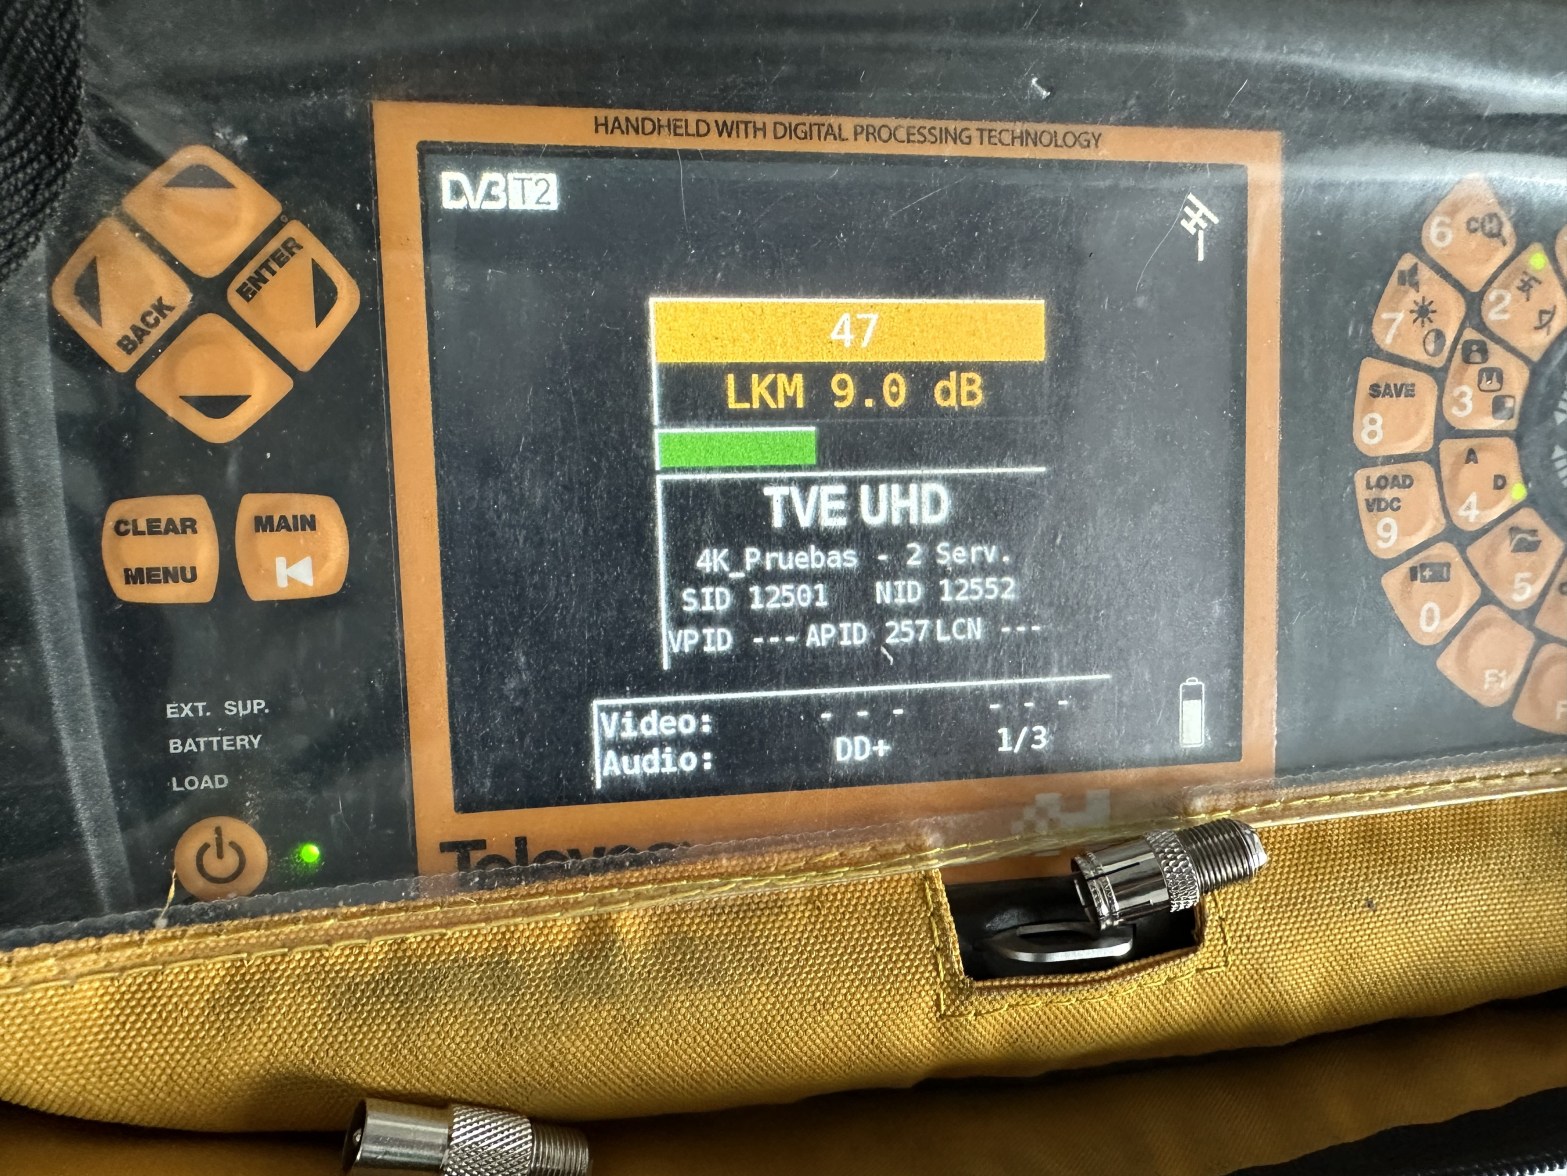 HANDHELD WITH DIGITAL PROCESSING TECHNOLOGY
DVB T2
47
LKM 9.0 dB
TVE UHD
4K_Pruebas - 2 Serv.
SID 12501 NID 12552
VPID --- APID 257 LCN ---
Video: - - - - - -
Audio: DD+ 1/3
Televes
BACK
ENTER
CLEAR
MENU
MAIN
EXT. SUP.
BATTERY
LOAD
6
2
7
3
SAVE
8
A
D
4
LOAD
VDC
9
5
0
F1